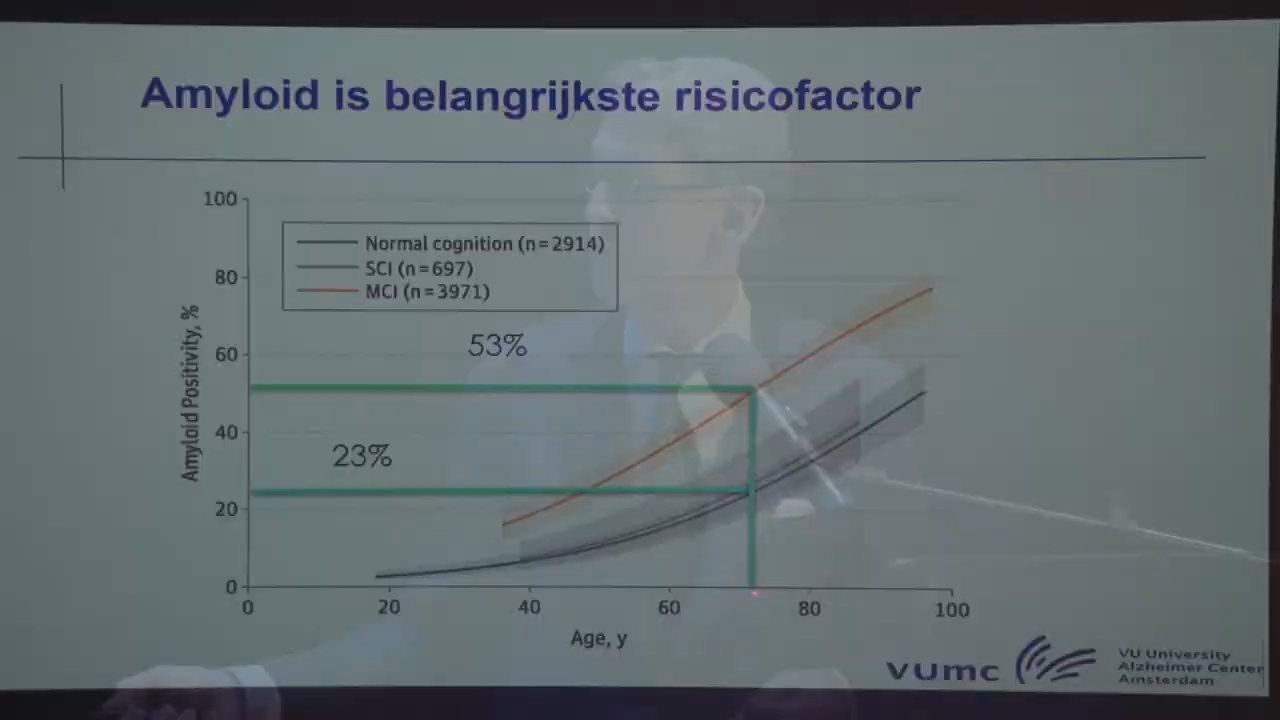 Amyloid is belangrijkste risicofactor
100
80
60
40
20
0
Amyloid Positivity, %
Normal cognition (n=2914)
SCI (n=697)
MCI (n=3971)
53%
23%
0
20
40
60
80
100
Age, y
VUmc
VU University
Alzheimer Center
Amsterdam